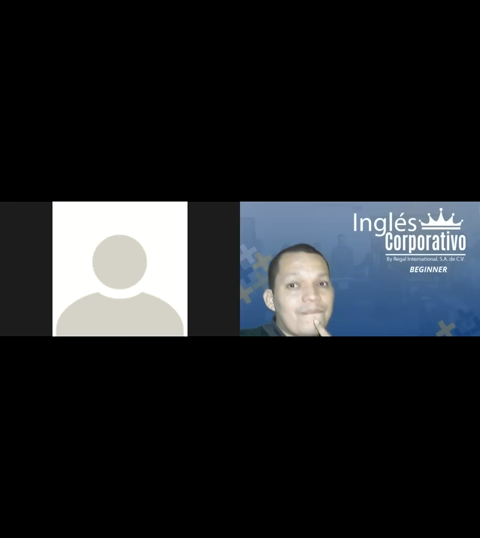 Inglés
Corporativo
By Regal International, S.A. de C.V.
BEGINNER